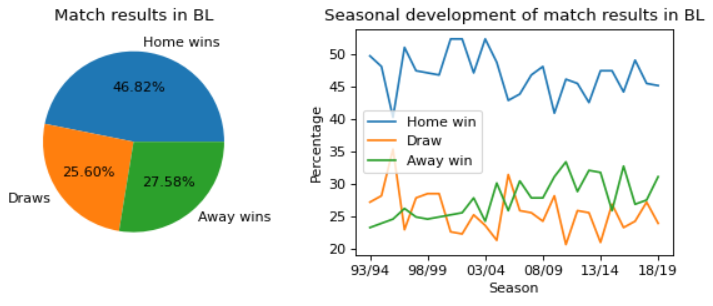 Match results in BL
Home wins
46.82%
25.60%
27.58%
Draws
Away wins
Seasonal development of match results in BL
Percentage
50
45
40
35
30
25
20
Home win
Draw
Away win
93/94 98/99 03/04 08/09 13/14 18/19
Season